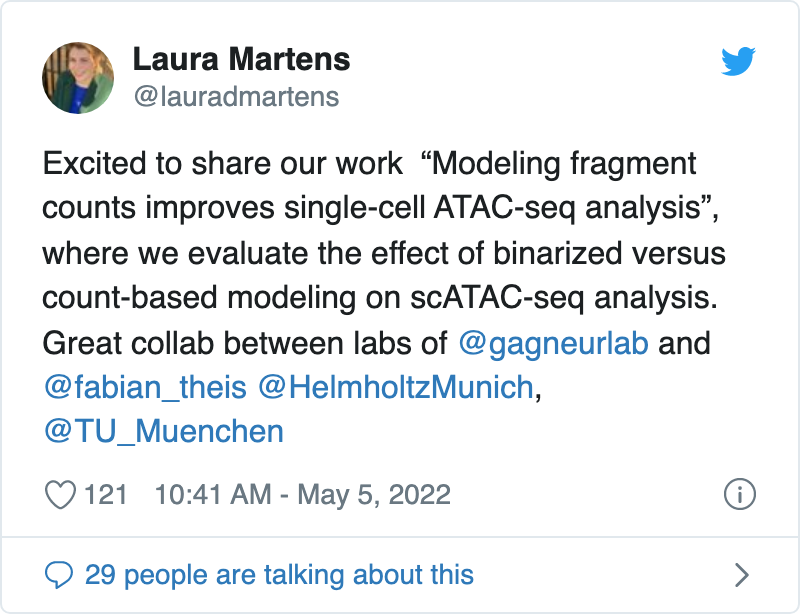 Laura Martens
@lauradmartens
Excited to share our work  “Modeling fragment
counts improves single-cell ATAC-seq analysis”,
where we evaluate the effect of binarized versus
count-based modeling on scATAC-seq analysis.
Great collab between labs of @gagneurlab and
@fabian_theis @HelmholtzMunich,
@TU_Muenchen
121 10:41 AM - May 5, 2022
29 people are talking about this